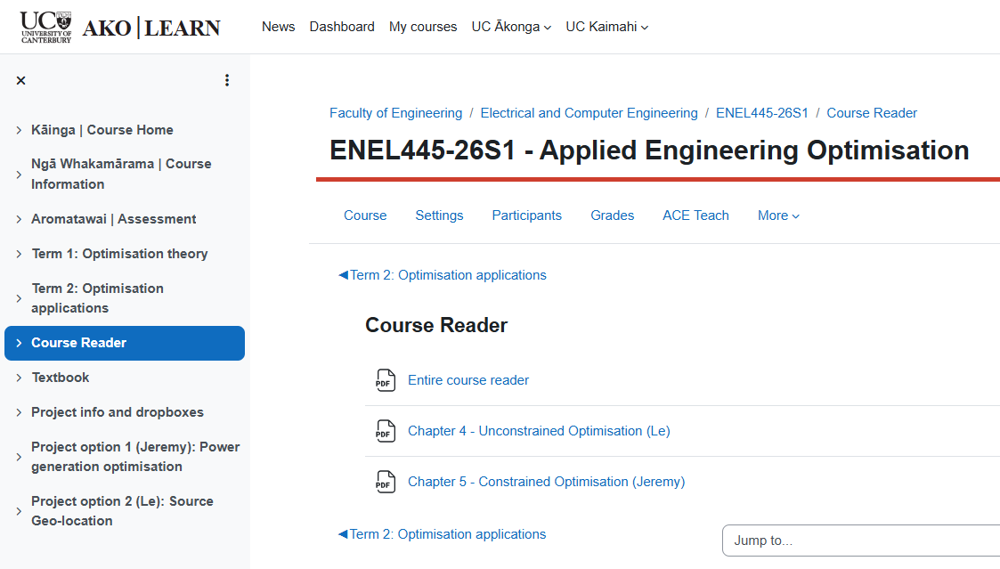 UC
UNIVERSITY OF
CANTERBURY
AKO | LEARN
News Dashboard My courses UC Ākonga UC Kaimahi
Kāinga | Course Home
Ngā Whakamārama | Course
Information
Aromatawai | Assessment
Term 1: Optimisation theory
Term 2: Optimisation
applications
Course Reader
Textbook
Project info and dropboxes
Project option 1 (Jeremy): Power
generation optimisation
Project option 2 (Le): Source
Geo-location
Faculty of Engineering / Electrical and Computer Engineering / ENEL445-26S1 / Course Reader
ENEL445-26S1 - Applied Engineering Optimisation
Course Settings Participants Grades ACE Teach More
◀Term 2: Optimisation applications
Course Reader
PDF Entire course reader
PDF Chapter 4 - Unconstrained Optimisation (Le)
PDF Chapter 5 - Constrained Optimisation (Jeremy)
◀Term 2: Optimisation applications
Jump to...